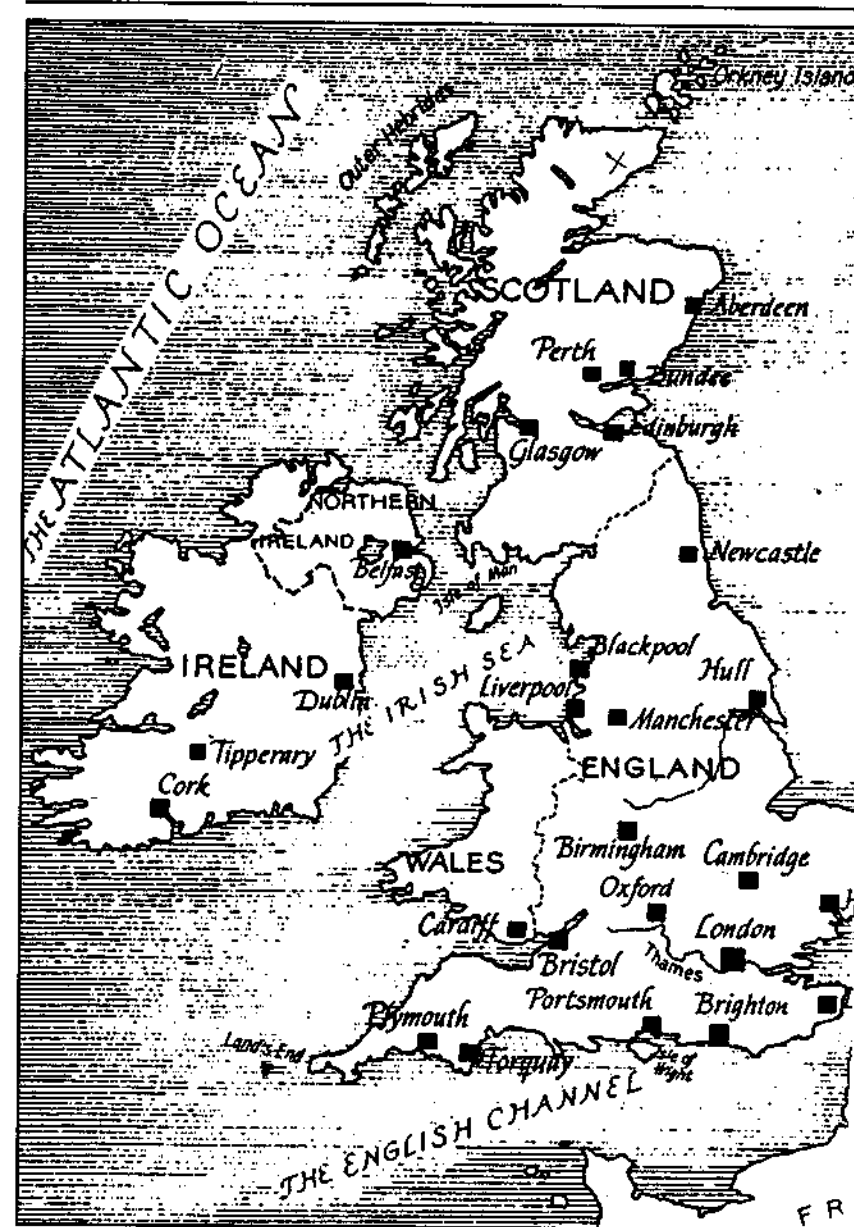 Orkney Island
Outer Hebrides
THE ATLANTIC OCEAN
X
SCOTLAND
Aberdeen
Perth
Dundee
Edinburgh
Glasgow
NORTHERN
IRELAND
Belfast
Isle of Man
Newcastle
IRELAND
Dublin
THE IRISH SEA
Blackpool
Hull
Liverpool
Manchester
Tipperary
Cork
ENGLAND
Birmingham
Cambridge
WALES
Oxford
London
Cardiff
Bristol
Thames
Portsmouth
Brighton
Plymouth
Torquay
Land's End
Isle of
Wight
THE ENGLISH CHANNEL
F R